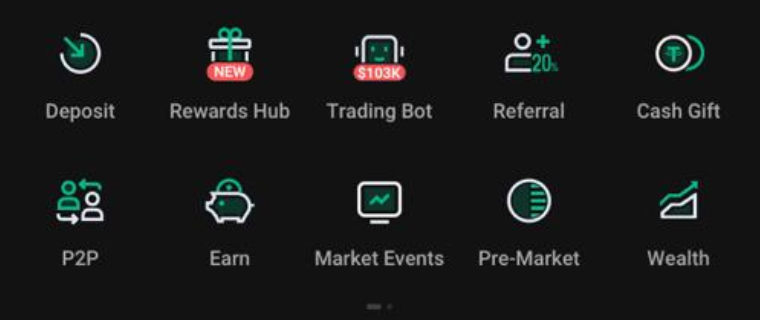 NEW
$103K
20%
Deposit
Rewards Hub
Trading Bot
Referral
Cash Gift
P2P
Earn
Market Events
Pre-Market
Wealth